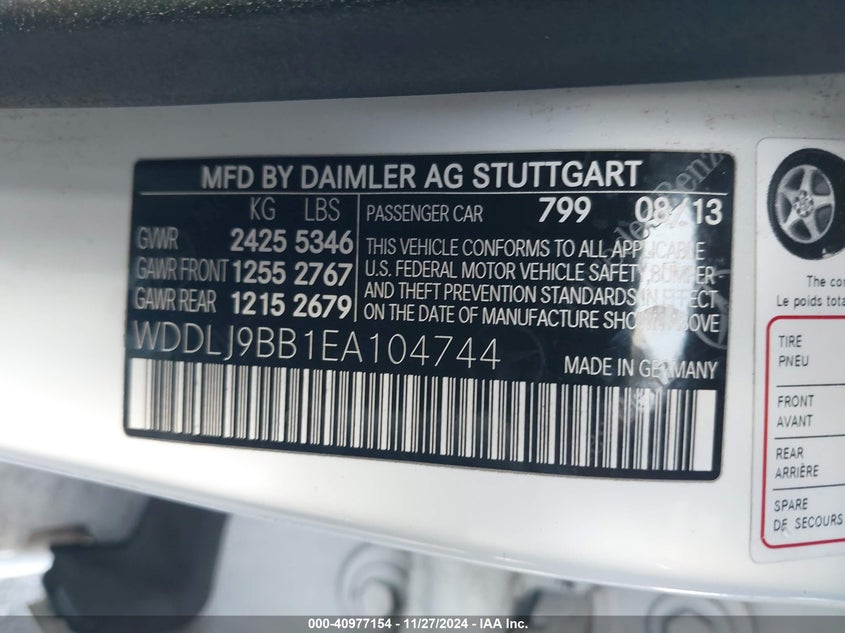 MFD BY DAIMLER AG STUTTGART
KG LBS
GVWR 2425 5346
GAWR FRONT 1255 2767
GAWR REAR 1215 2679
PASSENGER CAR 799 08/13
THIS VEHICLE CONFORMS TO ALL APPLICABLE
U.S. FEDERAL MOTOR VEHICLE SAFETY, BUMPER
AND THEFT PREVENTION STANDARDS IN EFFECT
ON THE DATE OF MANUFACTURE SHOWN ABOVE
WDDLJ9BB1EA104744
MADE IN GERMANY
The
Le poids
TIRE
PNEU
FRONT
AVANT
REAR
ARRIÈRE
SPARE
DE SECOURS
000-40977154 — 11/27/2024 — IAA Inc.